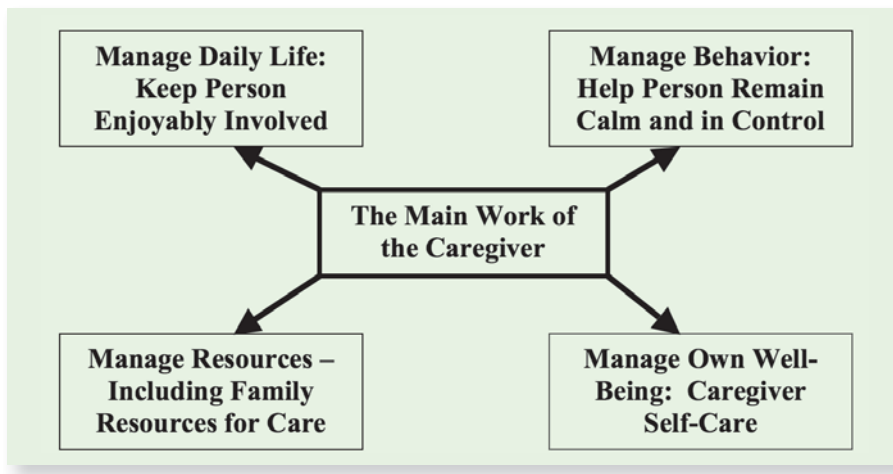 Manage Daily Life:
Keep Person
Enjoyably Involved
Manage Behavior:
Help Person Remain
Calm and in Control
The Main Work of
the Caregiver
Manage Resources –
Including Family
Resources for Care
Manage Own Well-
Being:  Caregiver
Self-Care